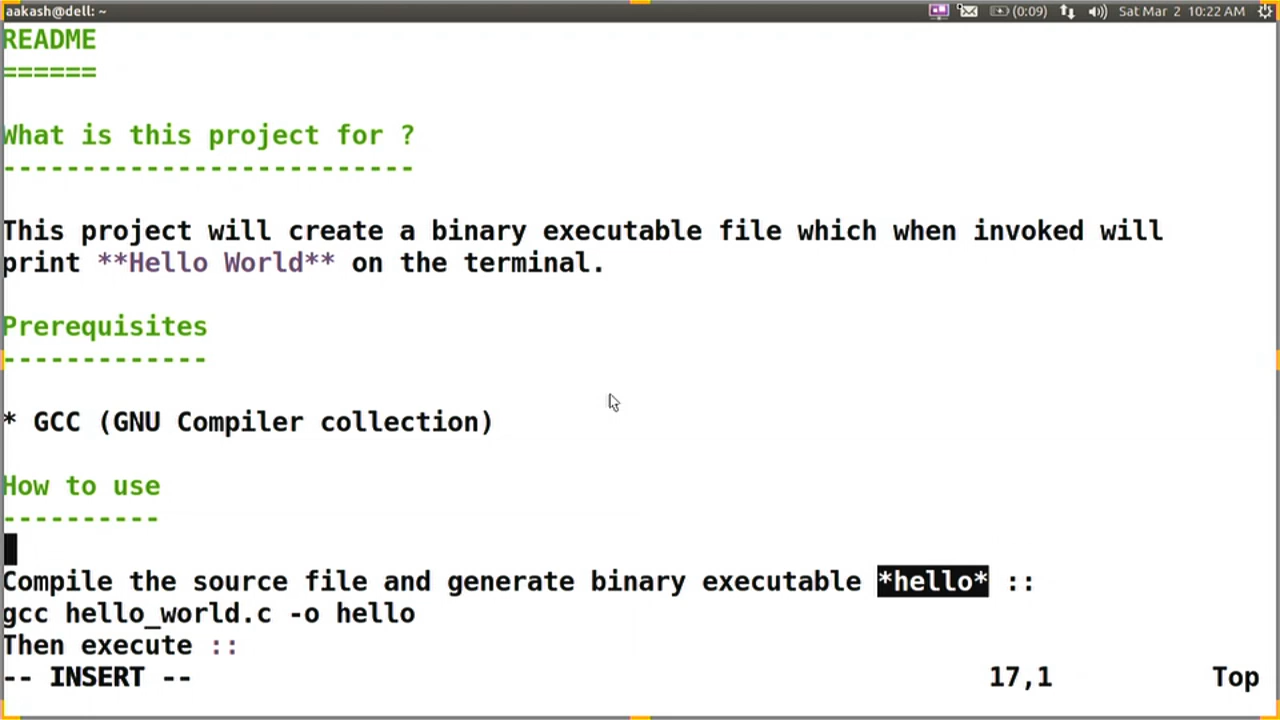 aakash@dell: ~ (0:09) Sat Mar 2 10:22 AM
README
======
What is this project for ?
--------------------------
This project will create a binary executable file which when invoked will
print **Hello World** on the terminal.
Prerequisites
-------------
* GCC (GNU Compiler collection)
How to use
----------
Compile the source file and generate binary executable *hello* ::
gcc hello_world.c -o hello
Then execute ::
-- INSERT -- 17,1 Top